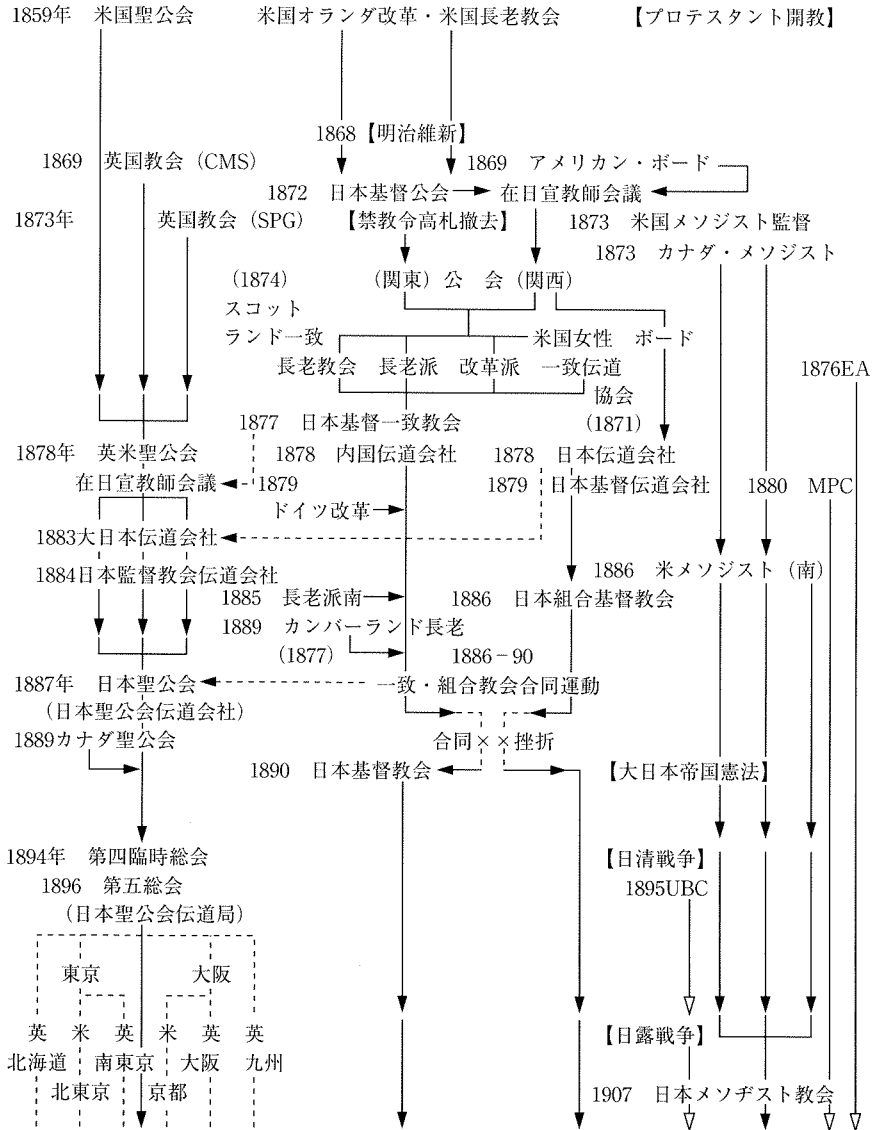 1859年 米国聖公会 米国オランダ改革・米国長老教会 【プロテスタント開教】
1868【明治維新】
1869 英国教会(CMS) 1869 アメリカン・ボード
1872 日本基督公会 在日宣教師会議
1873年 英国教会(SPG) 【禁教令高札撤去】 1873 米国メソジスト監督
1873 カナダ・メソジスト
(1874) (関東)公 会(関西)
スコット
ランド一致 米国女性 ボード
長老教会 長老派 改革派 一致伝道 1876EA
協会
1877 日本基督一致教会 (1871)
1878年 英米聖公会 1878 内国伝道会社 1878 日本伝道会社
在日宣教師会議 1879 1879 日本基督伝道会社 1880 MPC
ドイツ改革
1883大日本伝道会社
1884日本監督教会伝道会社 1886 米メソジスト(南)
1885 長老派南 1886 日本組合基督教会
1889 カンバーランド長老
(1877) 1886-90
1887年 日本聖公会 一致・組合教会合同運動
(日本聖公会伝道会社)
1889カナダ聖公会 合同××挫折
1890 日本基督教会 【大日本帝国憲法】
1894年 第四臨時総会 【日清戦争】
1896 第五総会 1895UBC
(日本聖公会伝道局)
東京 大阪
英 米 英 米 英 英 【日露戦争】
北海道 南東京 大阪 九州
北東京 京都 1907 日本メソヂスト教会